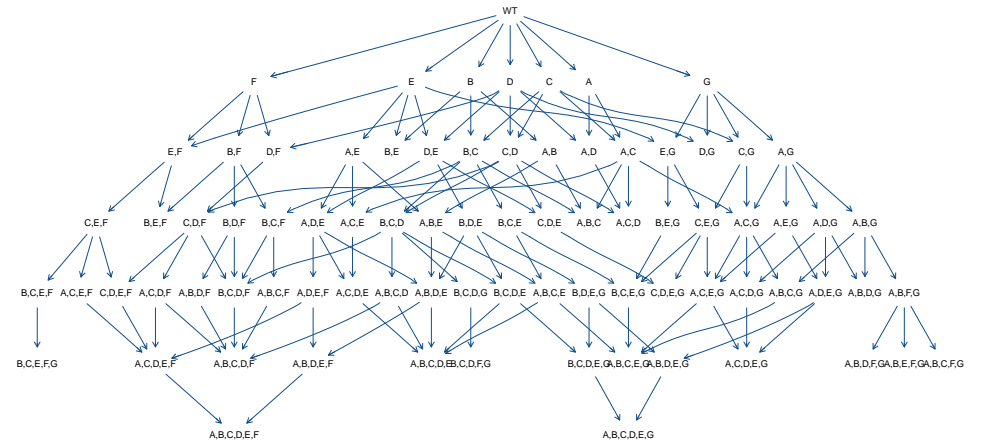 WT
F E B D C A G
E,F B,F D,F A,E B,E D,E B,C C,D A,B A,D A,C E,G D,G C,G A,G
C,E,F B,E,F C,D,F B,D,F B,C,F A,D,E A,C,E B,C,D A,B,E B,D,E B,C,E C,D,E A,B,C A,C,D B,E,G C,E,G A,C,G A,E,G A,D,G A,B,G
B,C,E,F A,C,E,F C,D,E,F A,C,D,F A,B,D,F B,C,D,F A,B,C,F A,D,E,F A,C,D,E A,B,C,D A,B,D,E B,C,D,G B,C,D,E A,B,C,E B,D,E,G B,C,E,G C,D,E,G A,C,E,G A,C,D,G A,B,C,G A,D,E,G A,B,D,G A,B,F,G
B,C,E,F,G A,C,D,E,F A,B,C,D,F A,B,D,E,F A,B,C,D,E B,C,D,F,G B,C,D,E,G A,B,C,E,G A,B,D,E,G A,C,D,E,G A,B,D,F,G A,B,E,F,G A,B,C,F,G
A,B,C,D,E,F A,B,C,D,E,G